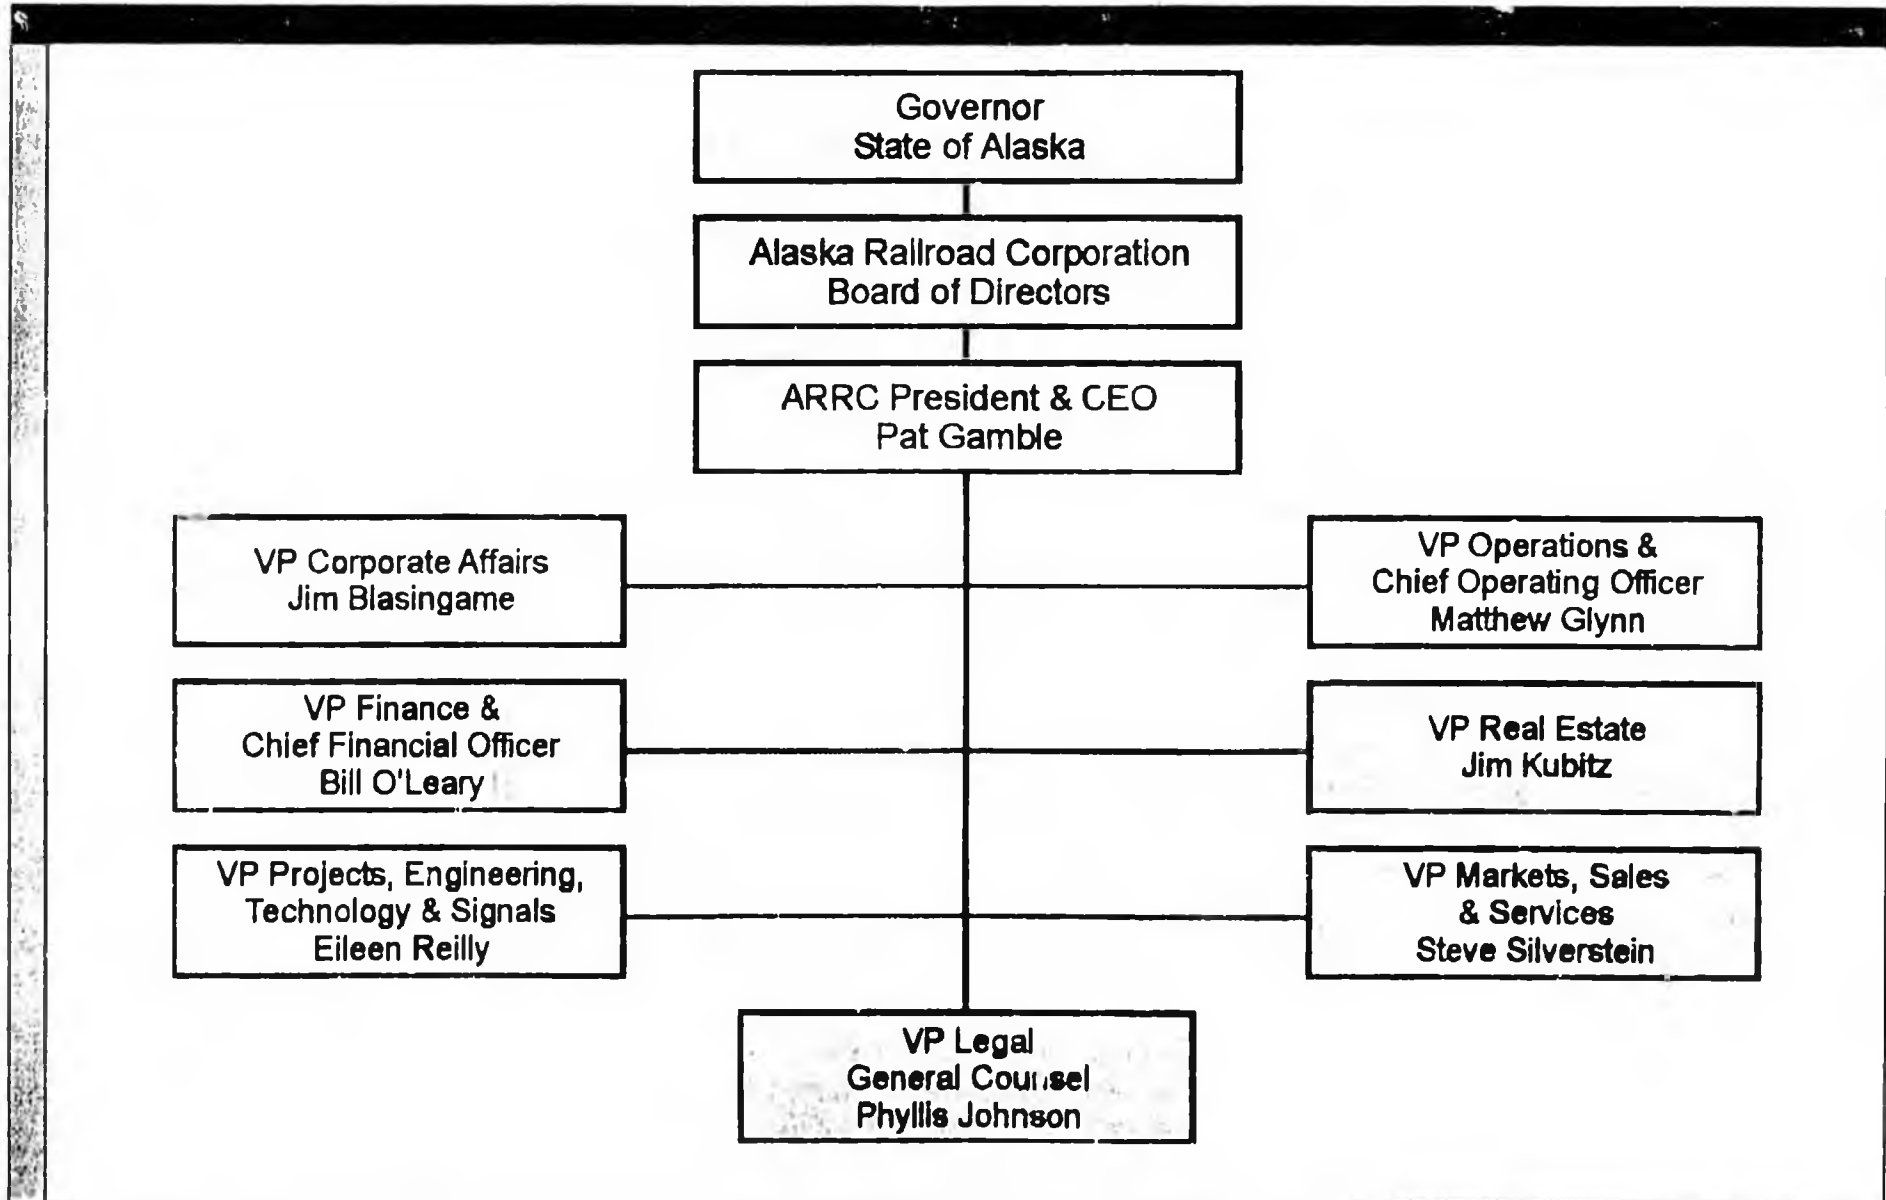 Governor
State of Alaska
Alaska Railroad Corporation
Board of Directors
ARRC President & CEO
Pat Gamble
VP Corporate Affairs
Jim Blasingame
VP Operations &
Chief Operating Officer
Matthew Glynn
VP Finance &
Chief Financial Officer
Bill O'Leary
VP Real Estate
Jim Kubitz
VP Projects, Engineering,
Technology & Signals
Eileen Reilly
VP Markets, Sales
& Services
Steve Silverstein
VP Legal
General Counsel
Phyllis Johnson